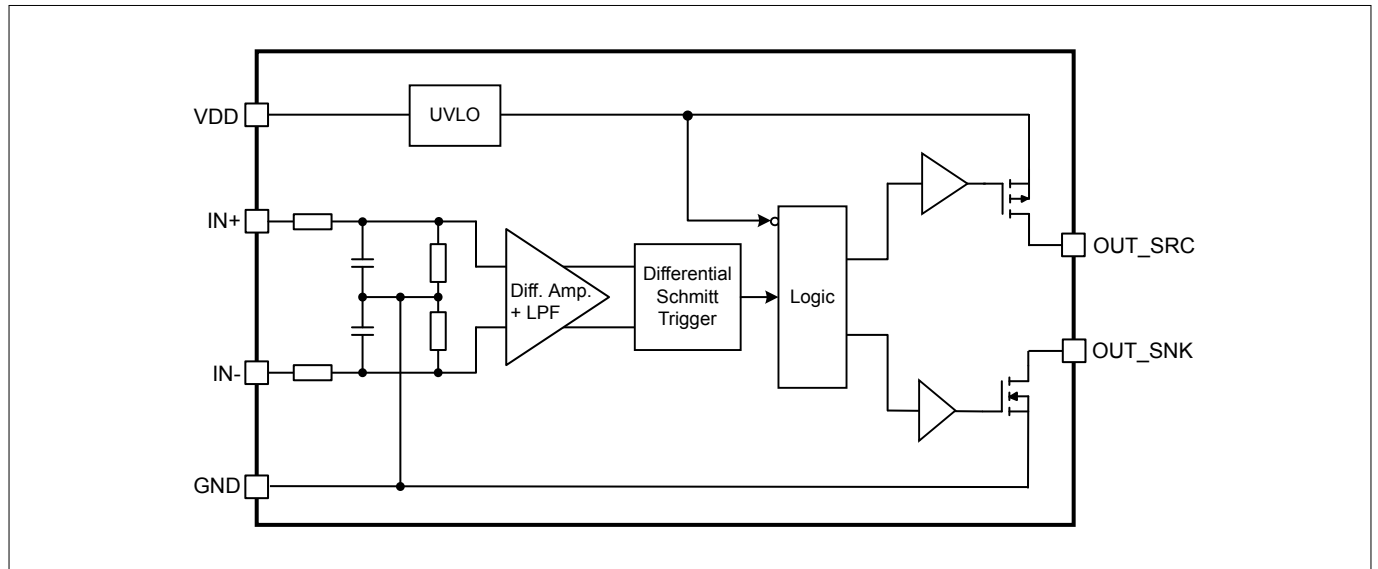 VDD
UVLO
IN+
OUT_SRC
Diff. Amp.
+ LPF
Differential
Schmitt
Trigger
Logic
OUT_SNK
IN-
GND